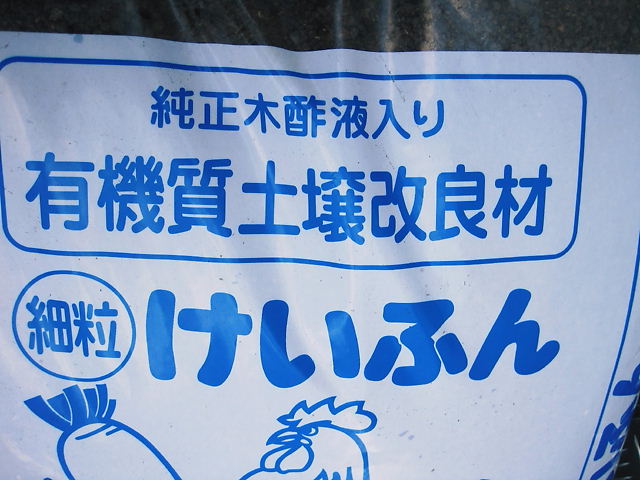 純正木酢液入り
有機質土壌改良材
細粒
けいふん